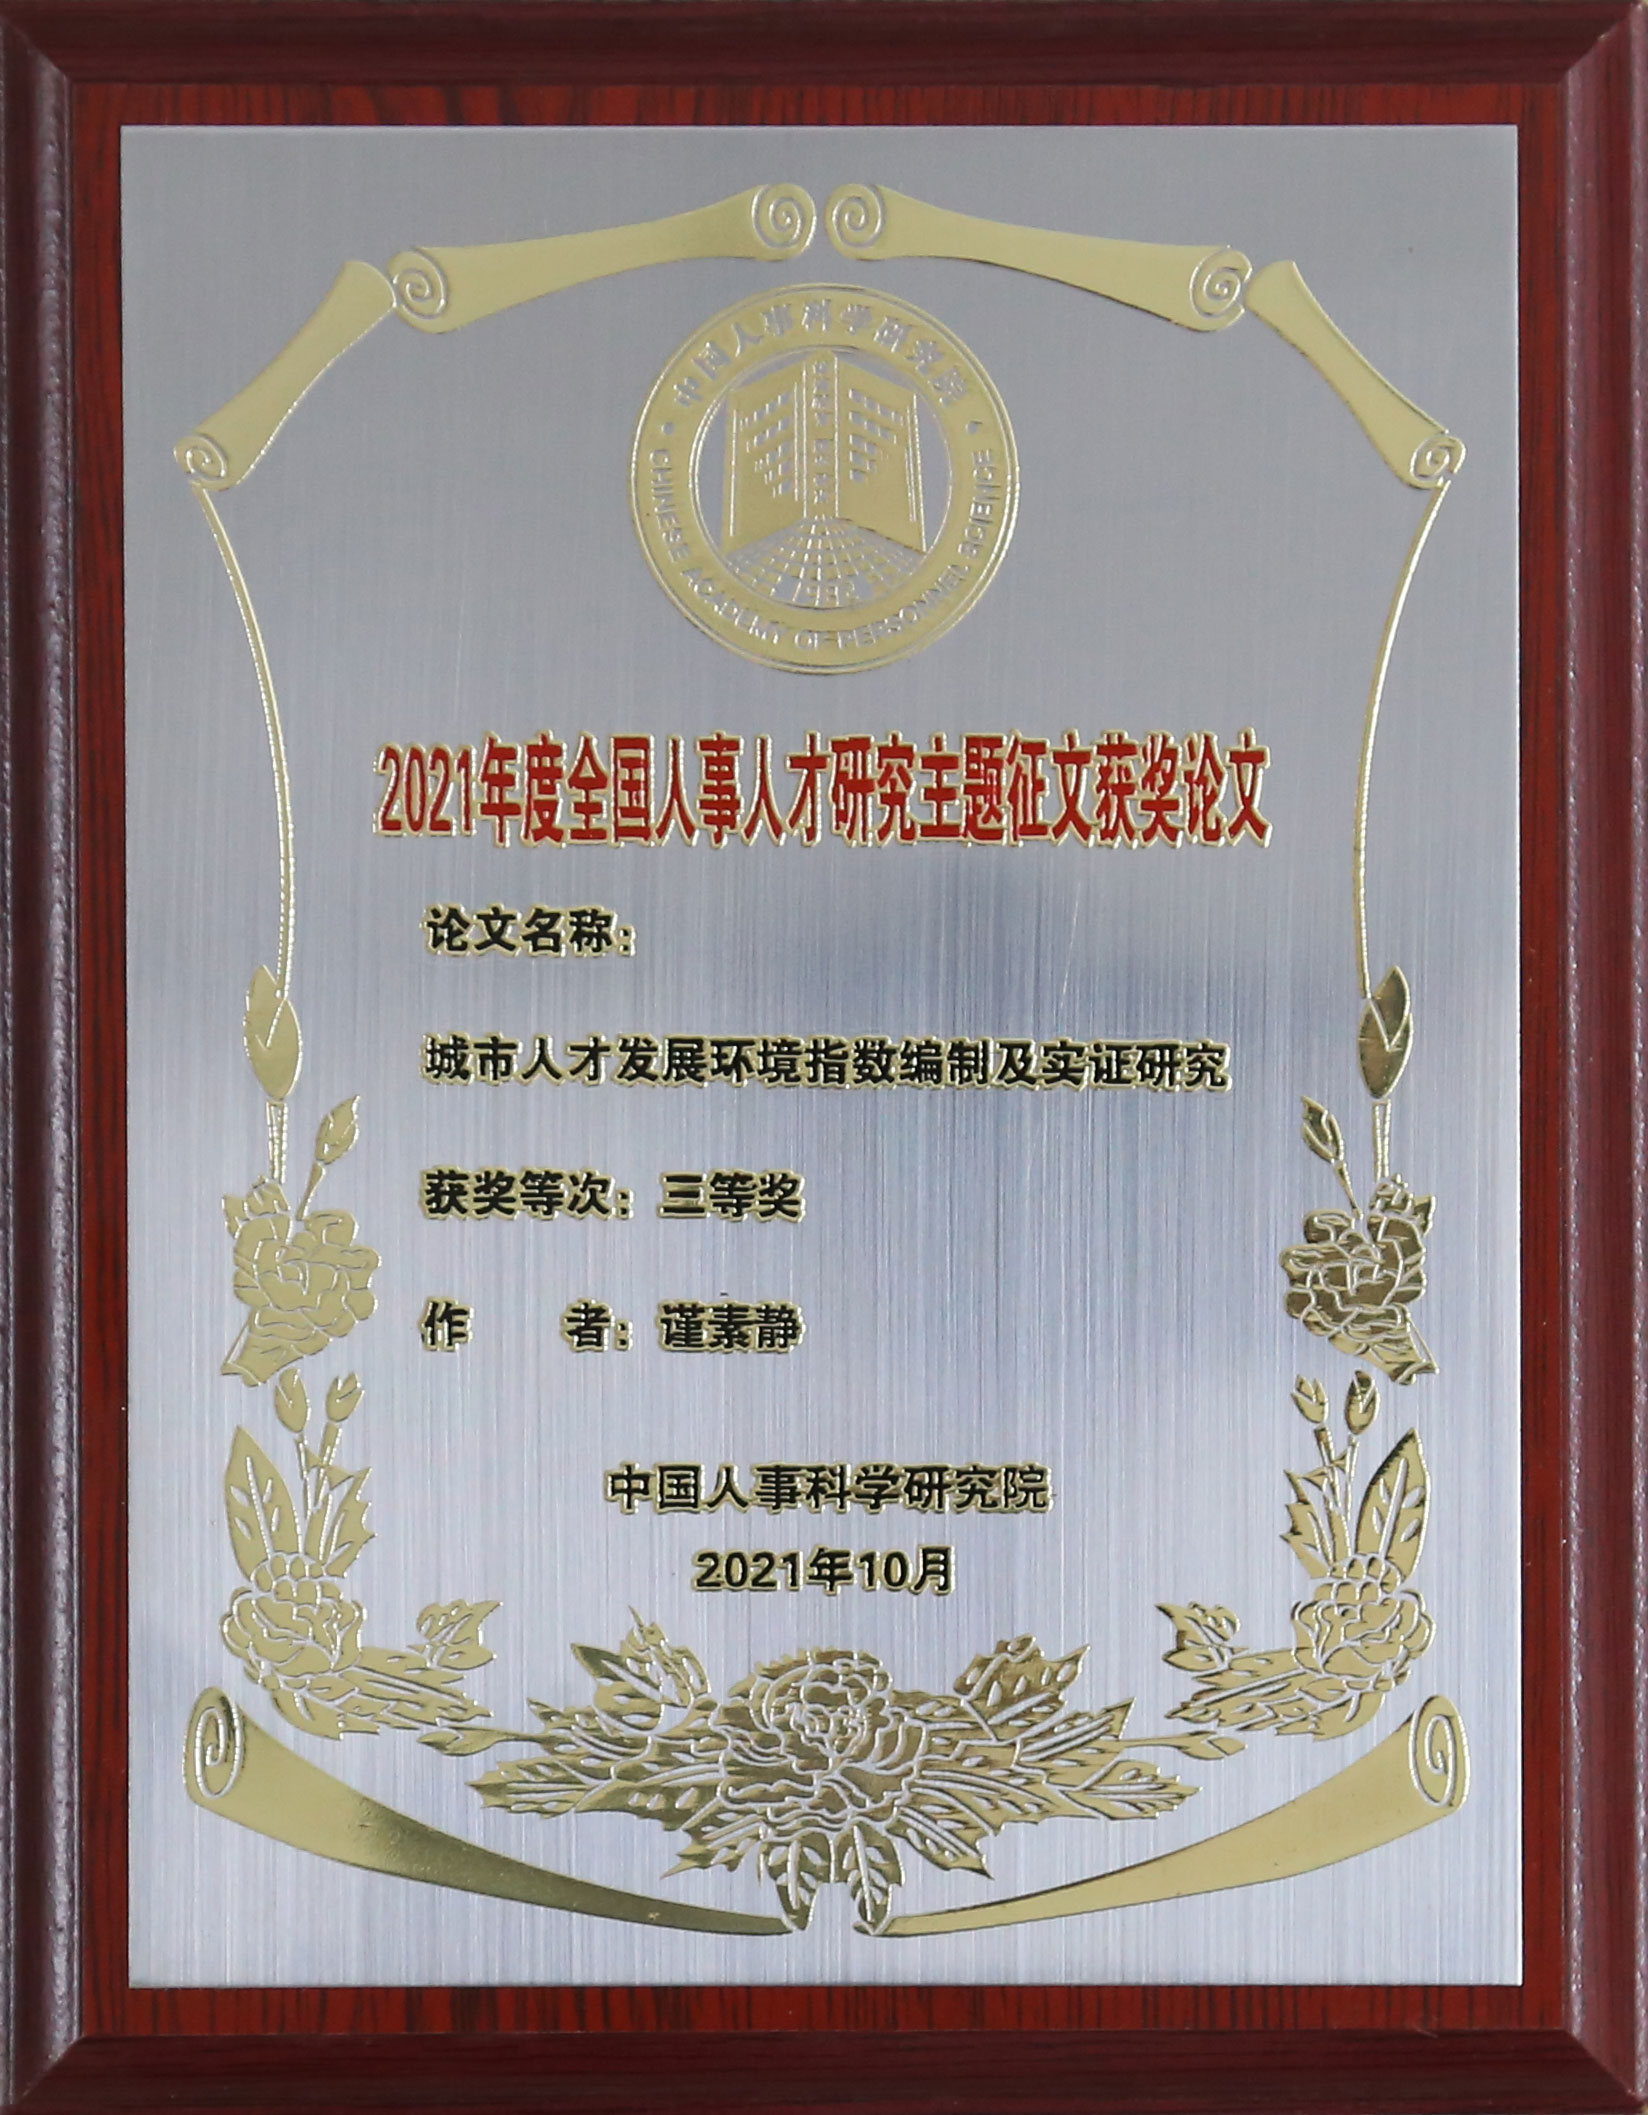 中国人事科学研究院
CHINESE ACADEMY OF PERSONNEL SCIENCE
1982
2021年度全国人事人才研究主题征文获奖论文
论文名称：
城市人才发展环境指数编制及实证研究
获奖等次：三等奖
作　　者：谨素静
中国人事科学研究院
2021年10月